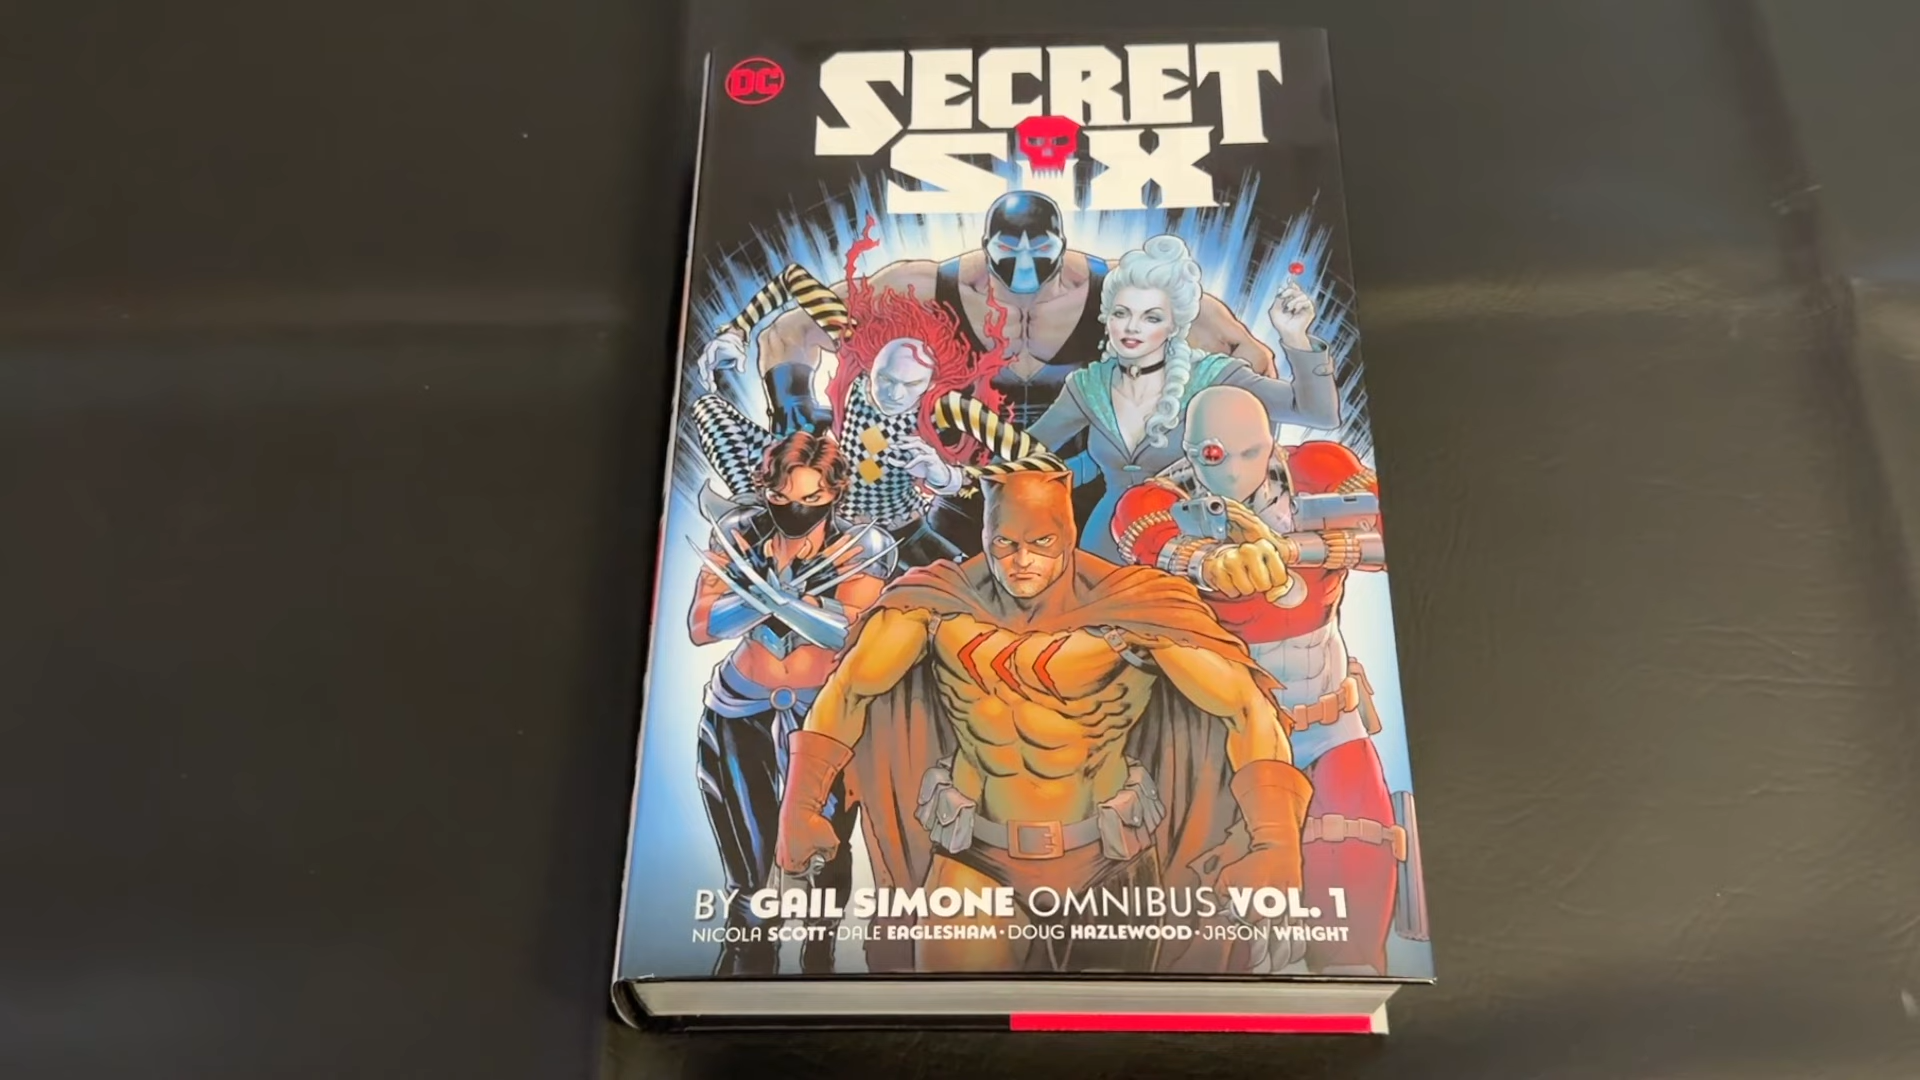 DC
SECRET
SIX
BY GAIL SIMONE OMNIBUS VOL. 1
NICOLA SCOTT • DALE EAGLESHAM • DOUG HAZLEWOOD • JASON WRIGHT